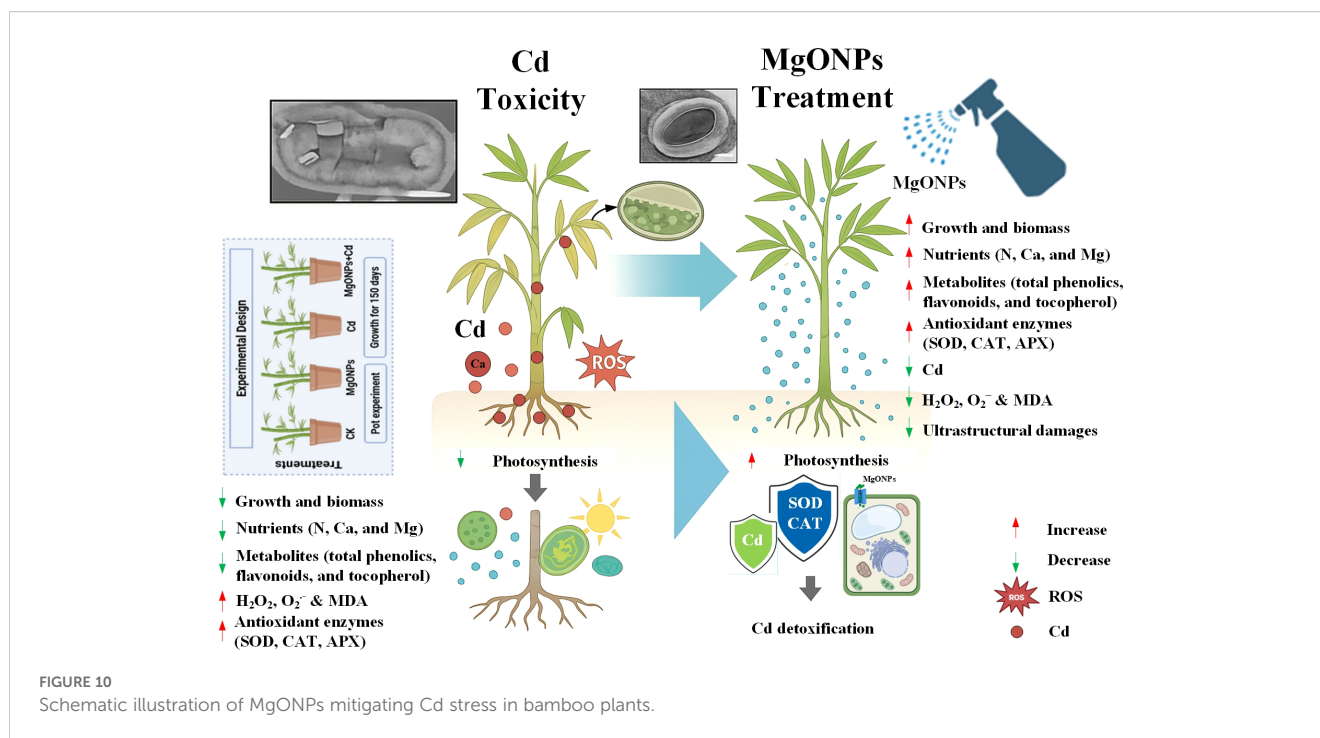 Cd
Toxicity
MgONPs
Treatment
MgONPs
Experimental Design
MgONPs+Cd
Cd
MgONPs
CK
Growth for 150 days
Pot experiment
Treatments
Cd
Ca
ROS
↓ Photosynthesis
↓ Growth and biomass
↓ Nutrients (N, Ca, and Mg)
↓ Metabolites (total phenolics,
flavonoids, and tocopherol)
↑ H₂O₂, O₂·⁻ & MDA
↑ Antioxidant enzymes
(SOD, CAT, APX)
↑ Growth and biomass
↑ Nutrients (N, Ca, and Mg)
↑ Metabolites (total phenolics,
flavonoids, and tocopherol)
↑ Antioxidant enzymes
(SOD, CAT, APX)
↓ Cd
↓ H₂O₂, O₂⁻ & MDA
↓ Ultrastructural damages
↑ Photosynthesis
MgONPs
SOD
CAT
Cd
Cd detoxification
↑ Increase
↓ Decrease
ROS ROS
Cd
FIGURE 10
Schematic illustration of MgONPs mitigating Cd stress in bamboo plants.